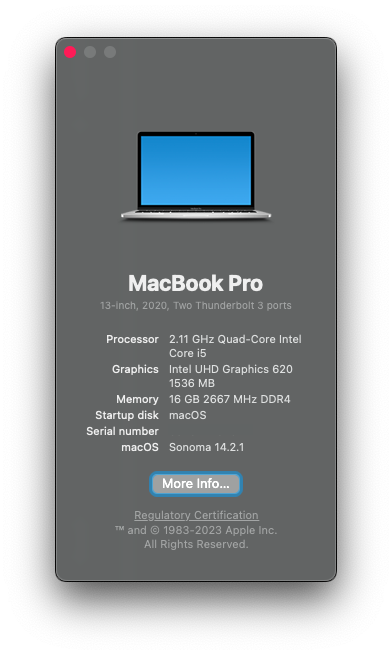 MacBook Pro
13-inch, 2020, Two Thunderbolt 3 ports
Processor 2.11 GHz Quad-Core Intel
Core i5
Graphics Intel UHD Graphics 620
1536 MB
Memory 16 GB 2667 MHz DDR4
Startup disk macOS
Serial number
macOS Sonoma 14.2.1
More Info...
Regulatory Certification
™ and © 1983-2023 Apple Inc.
All Rights Reserved.